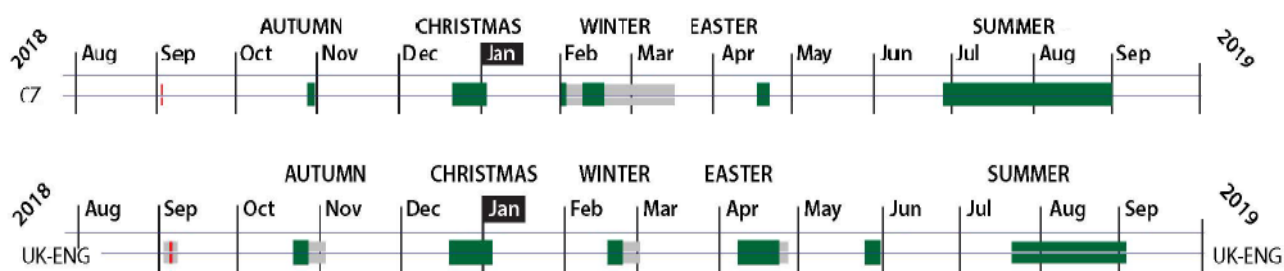 AUTUMN CHRISTMAS WINTER EASTER SUMMER
2018 Aug Sep Oct Nov Dec Jan Feb Mar Apr May Jun Jul Aug Sep 2019
CZ
AUTUMN CHRISTMAS WINTER EASTER SUMMER
2018 Aug Sep Oct Nov Dec Jan Feb Mar Apr May Jun Jul Aug Sep 2019
UK-ENG UK-ENG